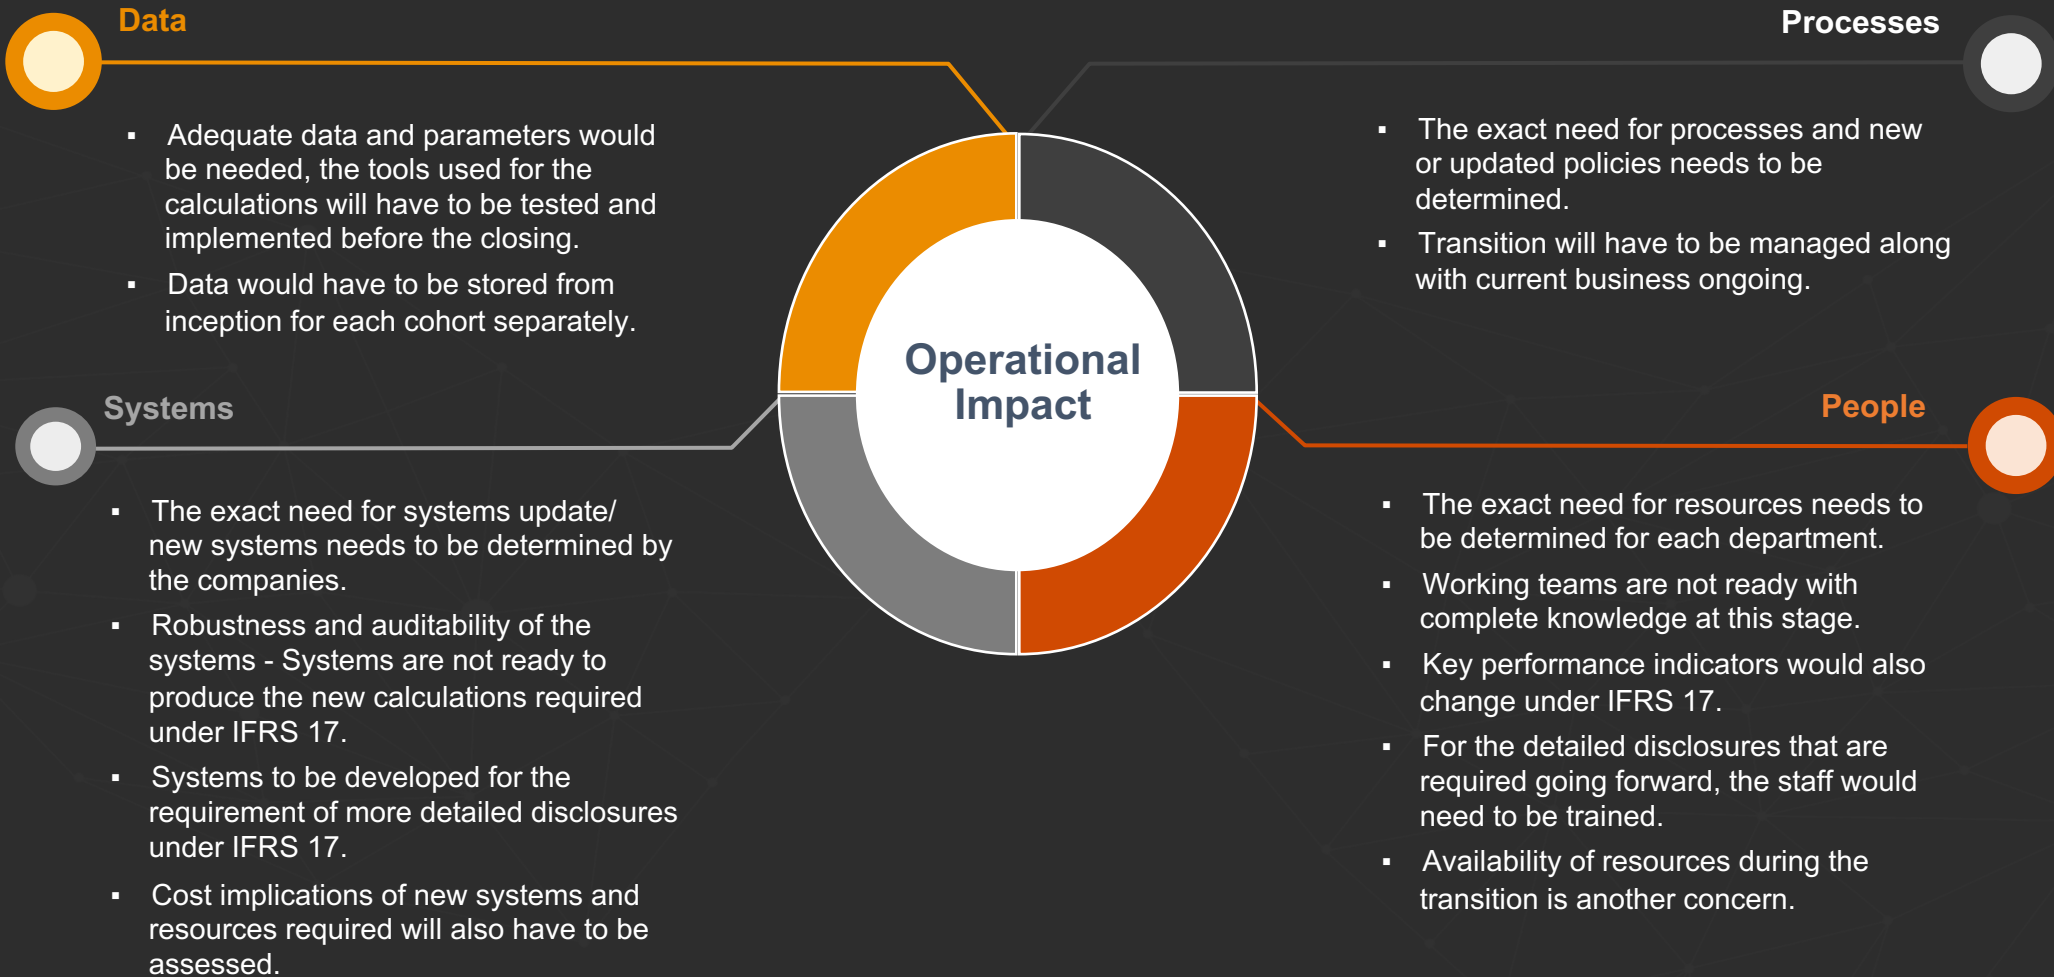 Data
▪ Adequate data and parameters would
be needed, the tools used for the
calculations will have to be tested and
implemented before the closing.
▪ Data would have to be stored from
inception for each cohort separately.
Processes
▪ The exact need for processes and new
or updated policies needs to be
determined.
▪ Transition will have to be managed along
with current business ongoing.
Operational
Impact
Systems
▪ The exact need for systems update/
new systems needs to be determined by
the companies.
▪ Robustness and auditability of the
systems - Systems are not ready to
produce the new calculations required
under IFRS 17.
▪ Systems to be developed for the
requirement of more detailed disclosures
under IFRS 17.
▪ Cost implications of new systems and
resources required will also have to be
assessed.
People
▪ The exact need for resources needs to
be determined for each department.
▪ Working teams are not ready with
complete knowledge at this stage.
▪ Key performance indicators would also
change under IFRS 17.
▪ For the detailed disclosures that are
required going forward, the staff would
need to be trained.
▪ Availability of resources during the
transition is another concern.